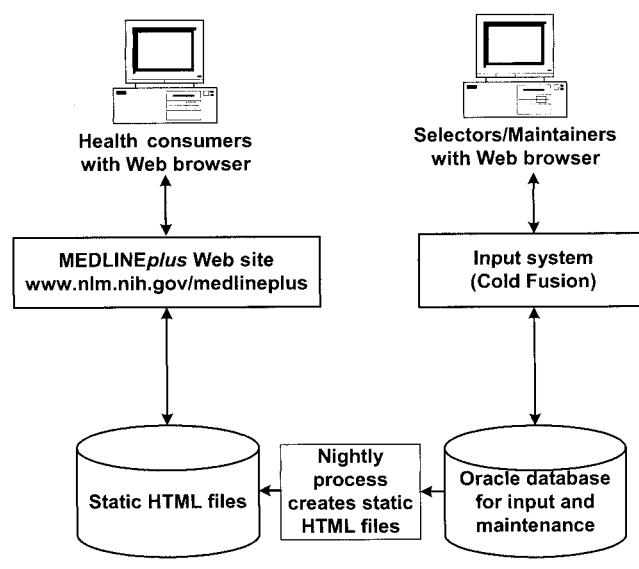 Health consumers
with Web browser
Selectors/Maintainers
with Web browser
MEDLINEplus Web site
www.nlm.nih.gov/medlineplus
Input system
(Cold Fusion)
Static HTML files
Nightly
process
creates static
HTML files
Oracle database
for input and
maintenance